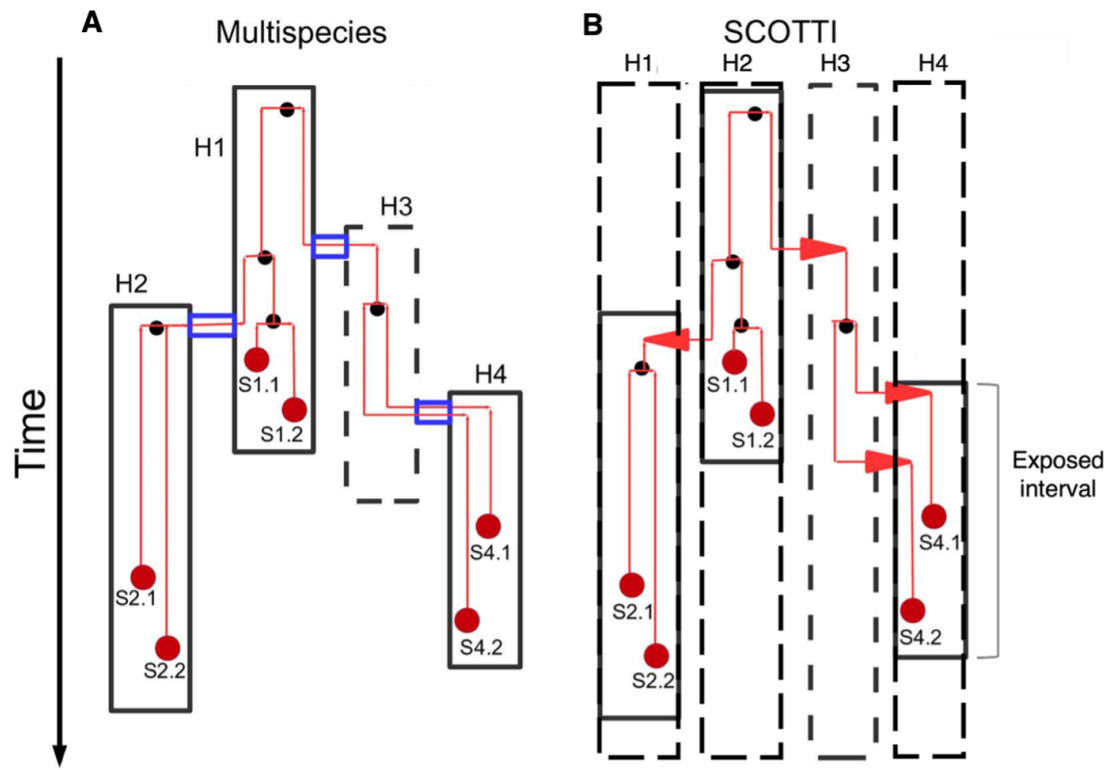 A
Multispecies
Time
H1
H2
H3
H4
S1.1
S1.2
S2.1
S2.2
S4.1
S4.2
B
SCOTTI
H1 H2 H3 H4
S1.1
S1.2
S2.1
S2.2
S4.1
S4.2
Exposed
interval